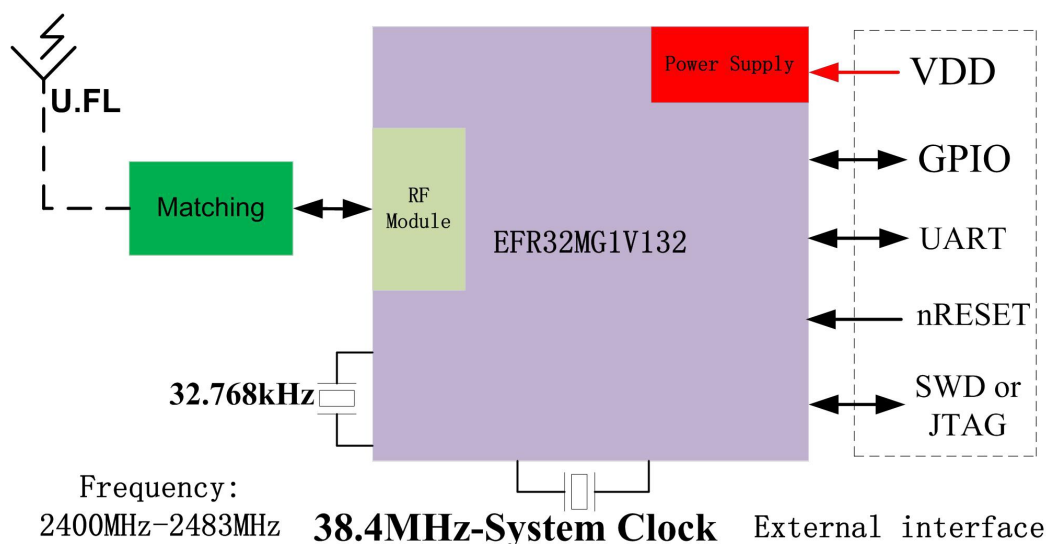 U.FL
Matching
RF
Module
EFR32MG1V132
Power Supply
VDD
GPIO
UART
nRESET
SWD or
JTAG
32.768kHz
Frequency:
2400MHz-2483MHz
38.4MHz-System Clock
External interface